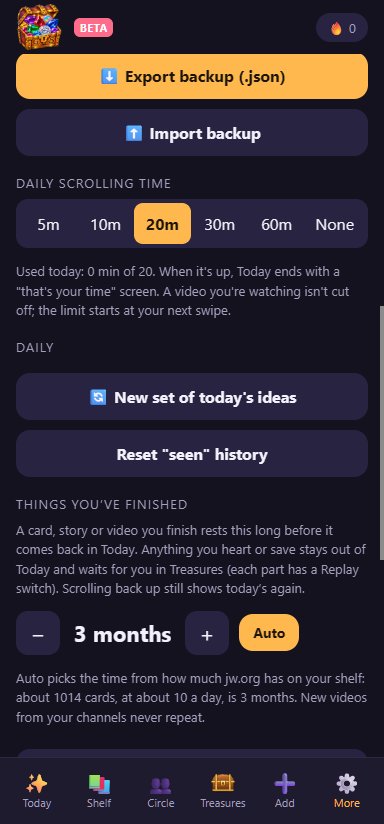 BETA
0
Export backup (.json)
Import backup
DAILY SCROLLING TIME
5m 10m 20m 30m 60m None
Used today: 0 min of 20. When it's up, Today ends with a
"that's your time" screen. A video you're watching isn't cut
off; the limit starts at your next swipe.
DAILY
New set of today's ideas
Reset "seen" history
THINGS YOU’VE FINISHED
A card, story or video you finish rests this long before it
comes back in Today. Anything you heart or save stays out of
Today and waits for you in Treasures (each part has a Replay
switch). Scrolling back up still shows today’s again.
– 3 months + Auto
Auto picks the time from how much jw.org has on your shelf:
about 1014 cards, at about 10 a day, is 3 months. New videos
from your channels never repeat.
Today Shelf Circle Treasures Add More